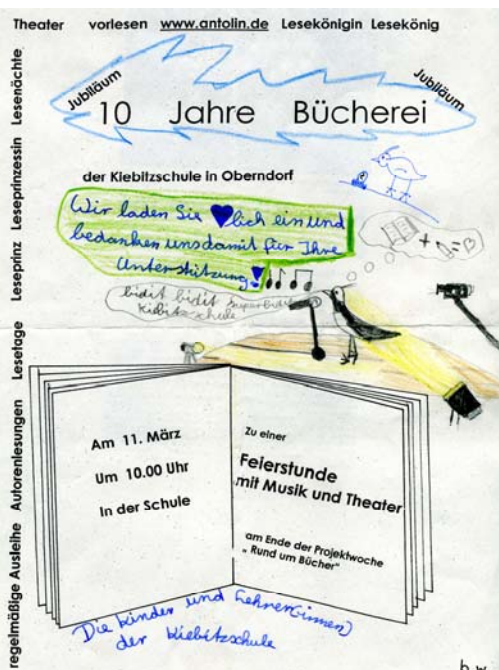 Theater vorlesen www.antolin.de Lesekönigin Lesekönig
regelmäßige Ausleihe Autorenlesungen Lesetage Leseprinz Leseprinzessin Lesenächte
Jubiläum
Jubiläum
10 Jahre Bücherei
der Kiebitzschule in Oberndorf
Wir laden Sie ♥lich ein und
bedanken uns damit für Ihre
Unterstützung!
bidit bidit
Kiebitzschule
Am 11. März
Um 10.00 Uhr
In der Schule
Zu einer
Feierstunde
mit Musik und Theater
am Ende der Projektwoche
„ Rund um Bücher"
Die Kinder und Lehrer(innen)
der Kiebitzschule